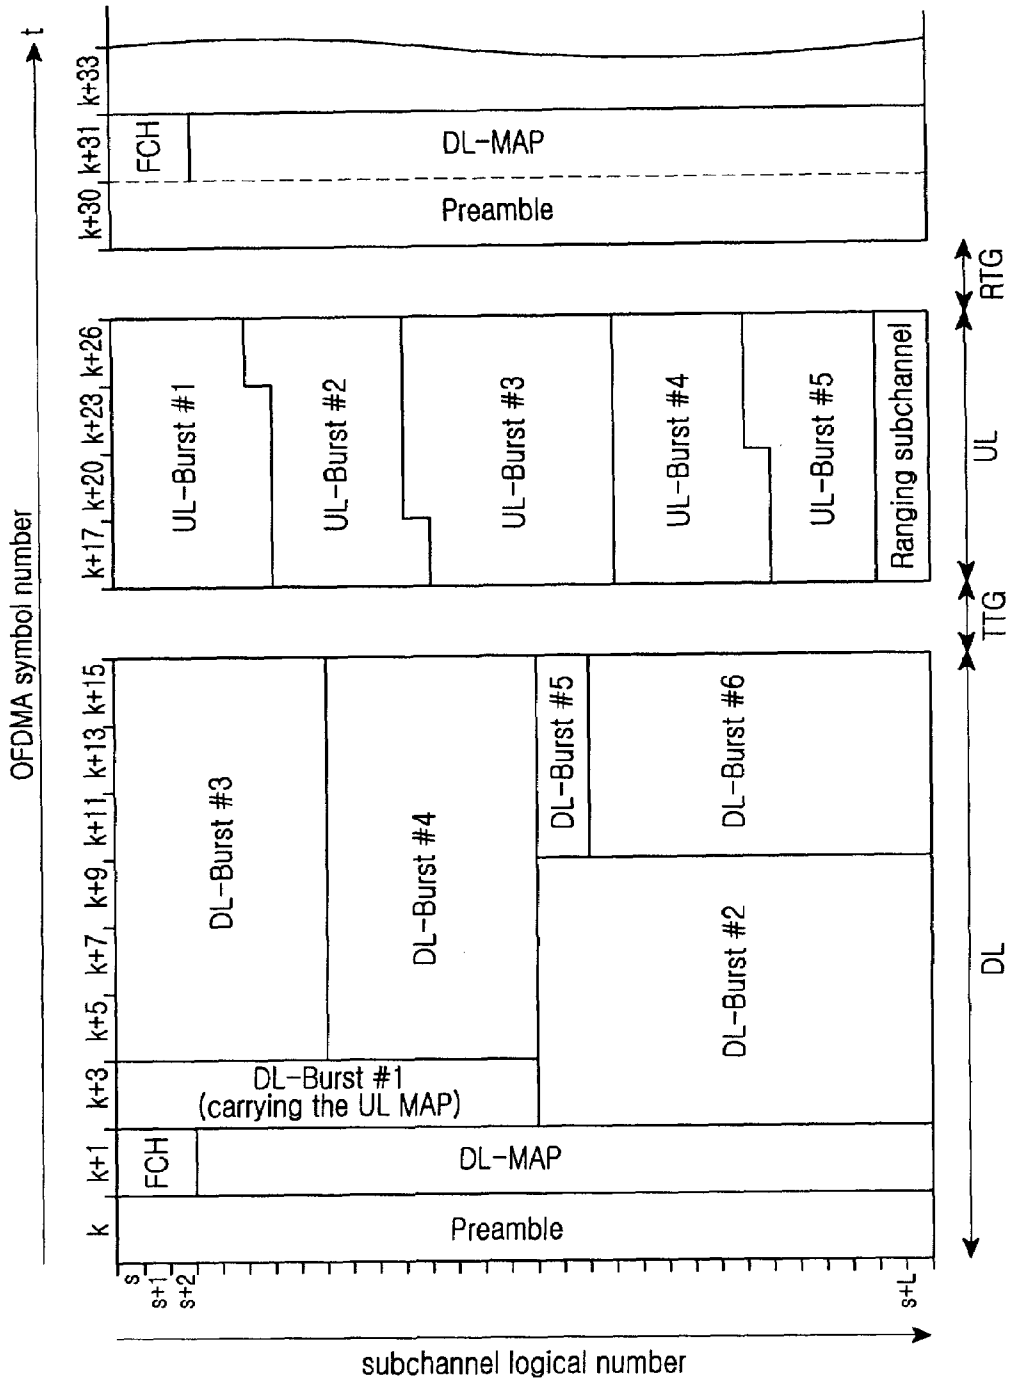 OFDMA symbol number
t
k
k+1
k+3
k+5
k+7
k+9
k+11
k+13
k+15
k+17
k+20
k+23
k+26
k+30
k+31
k+33
s
s+1
s+2
s+L
subchannel logical number
Preamble
FCH
DL-MAP
DL-Burst #1
(carrying the UL MAP)
DL-Burst #2
DL-Burst #3
DL-Burst #4
DL-Burst #5
DL-Burst #6
UL-Burst #1
UL-Burst #2
UL-Burst #3
UL-Burst #4
UL-Burst #5
Ranging subchannel
Preamble
FCH
DL-MAP
DL
TTG
UL
RTG